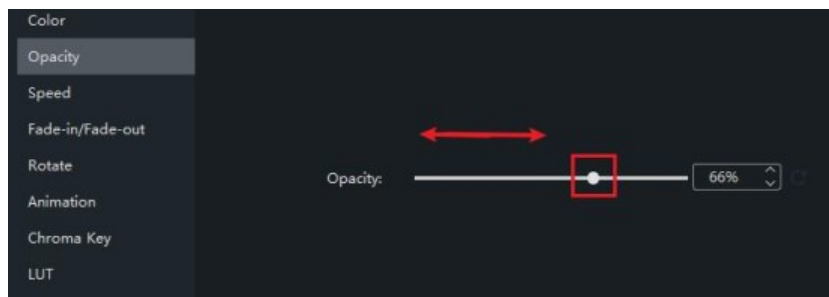 Color
Opacity
Speed
Fade-in/Fade-out
Rotate
Opacity: 66%
Animation
Chroma Key
LUT